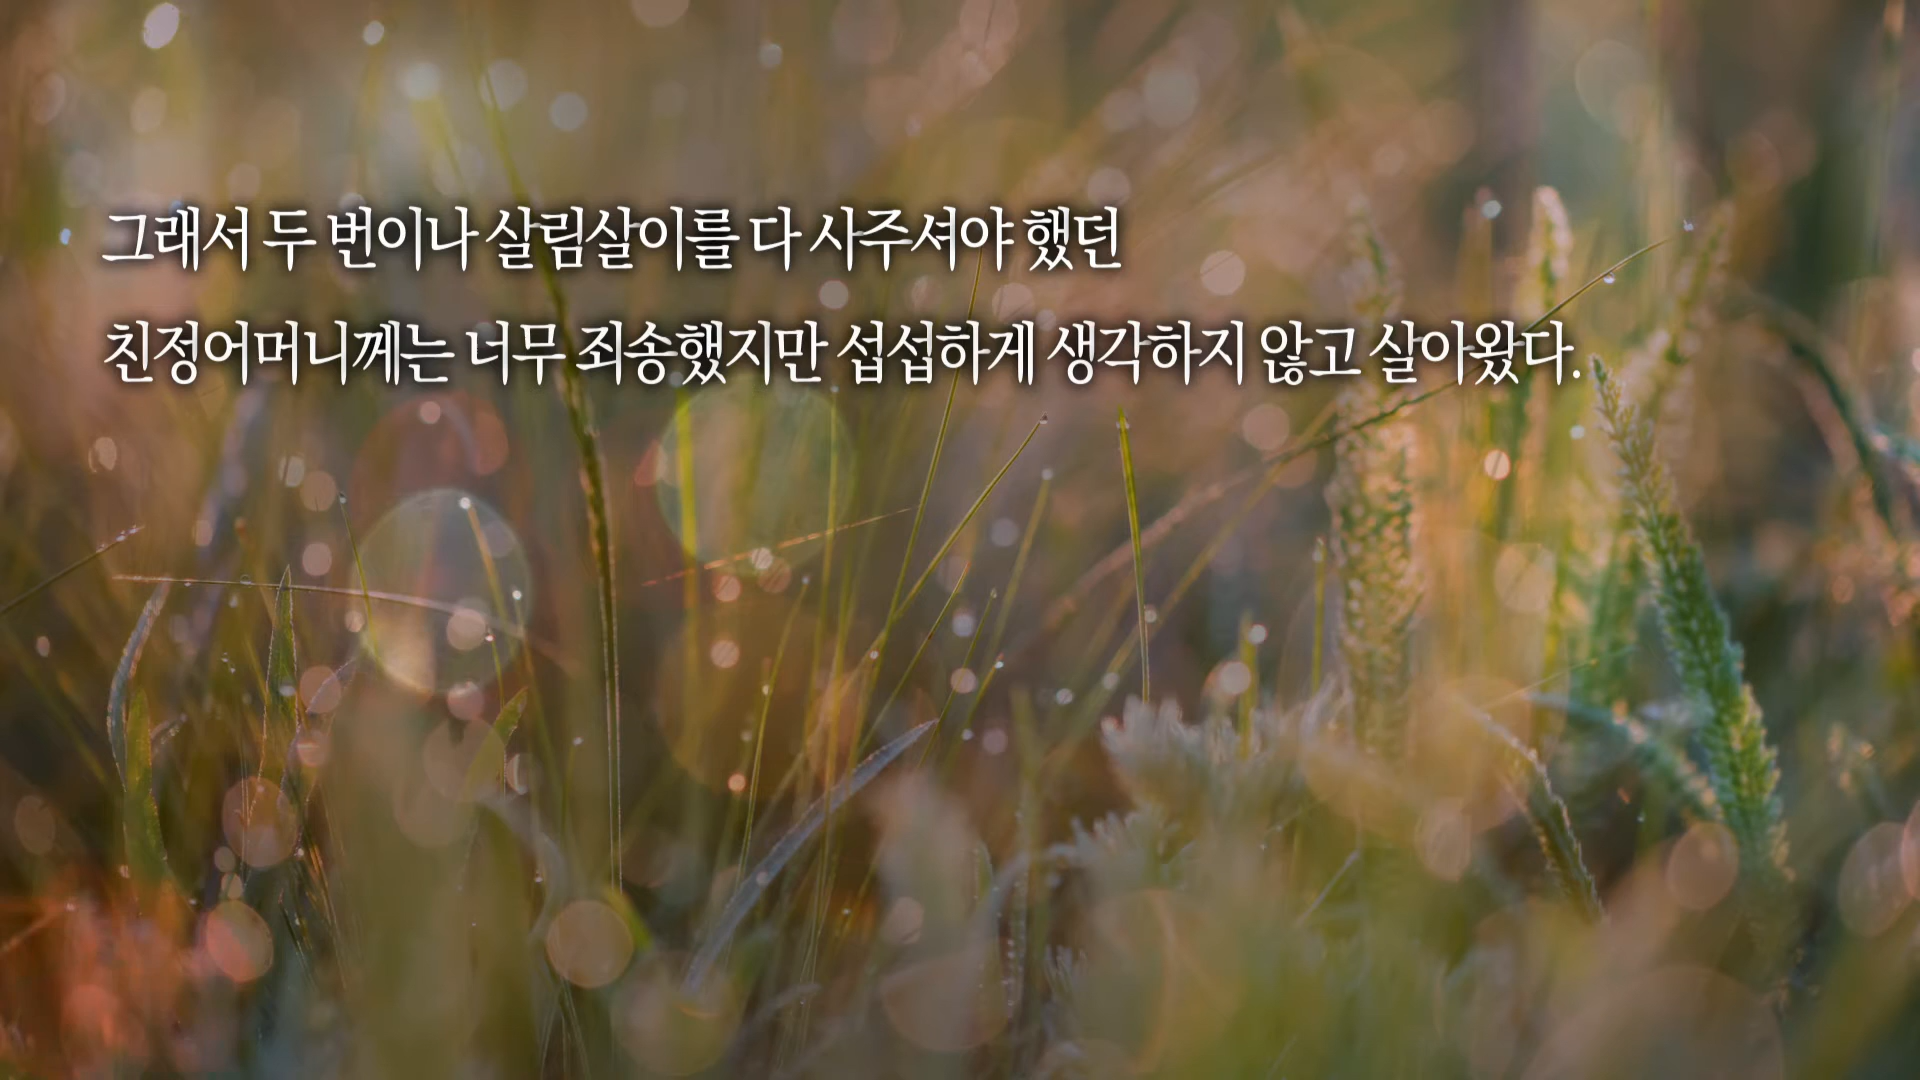 그래서 두 번이나 살림살이를 다 사주셔야 했던
친정어머니께는 너무 죄송했지만 섭섭하게 생각하지 않고 살아왔다.